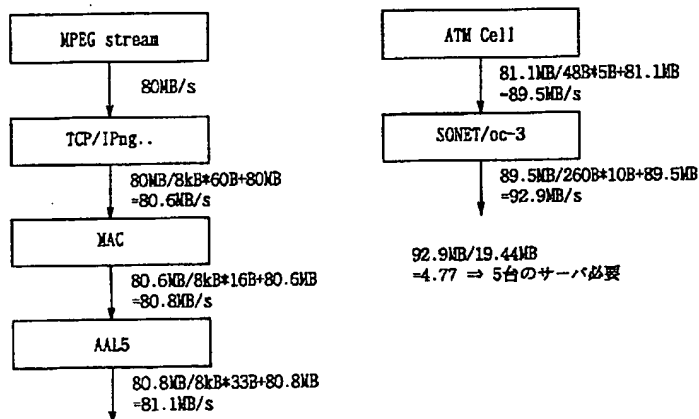 MPEG stream
80MB/s
TCP/IPng..
80MB/8kB*60B+80MB
=80.6MB/s
MAC
80.6MB/8kB*16B+80.6MB
=80.8MB/s
AAL5
80.8MB/8kB*33B+80.8MB
=81.1MB/s
ATM Cell
81.1MB/48B*5B+81.1MB
=89.5MB/s
SONET/oc-3
89.5MB/260B*10B+89.5MB
=92.9MB/s
92.9MB/19.44MB
=4.77 ⇒ 5台のサーバ必要